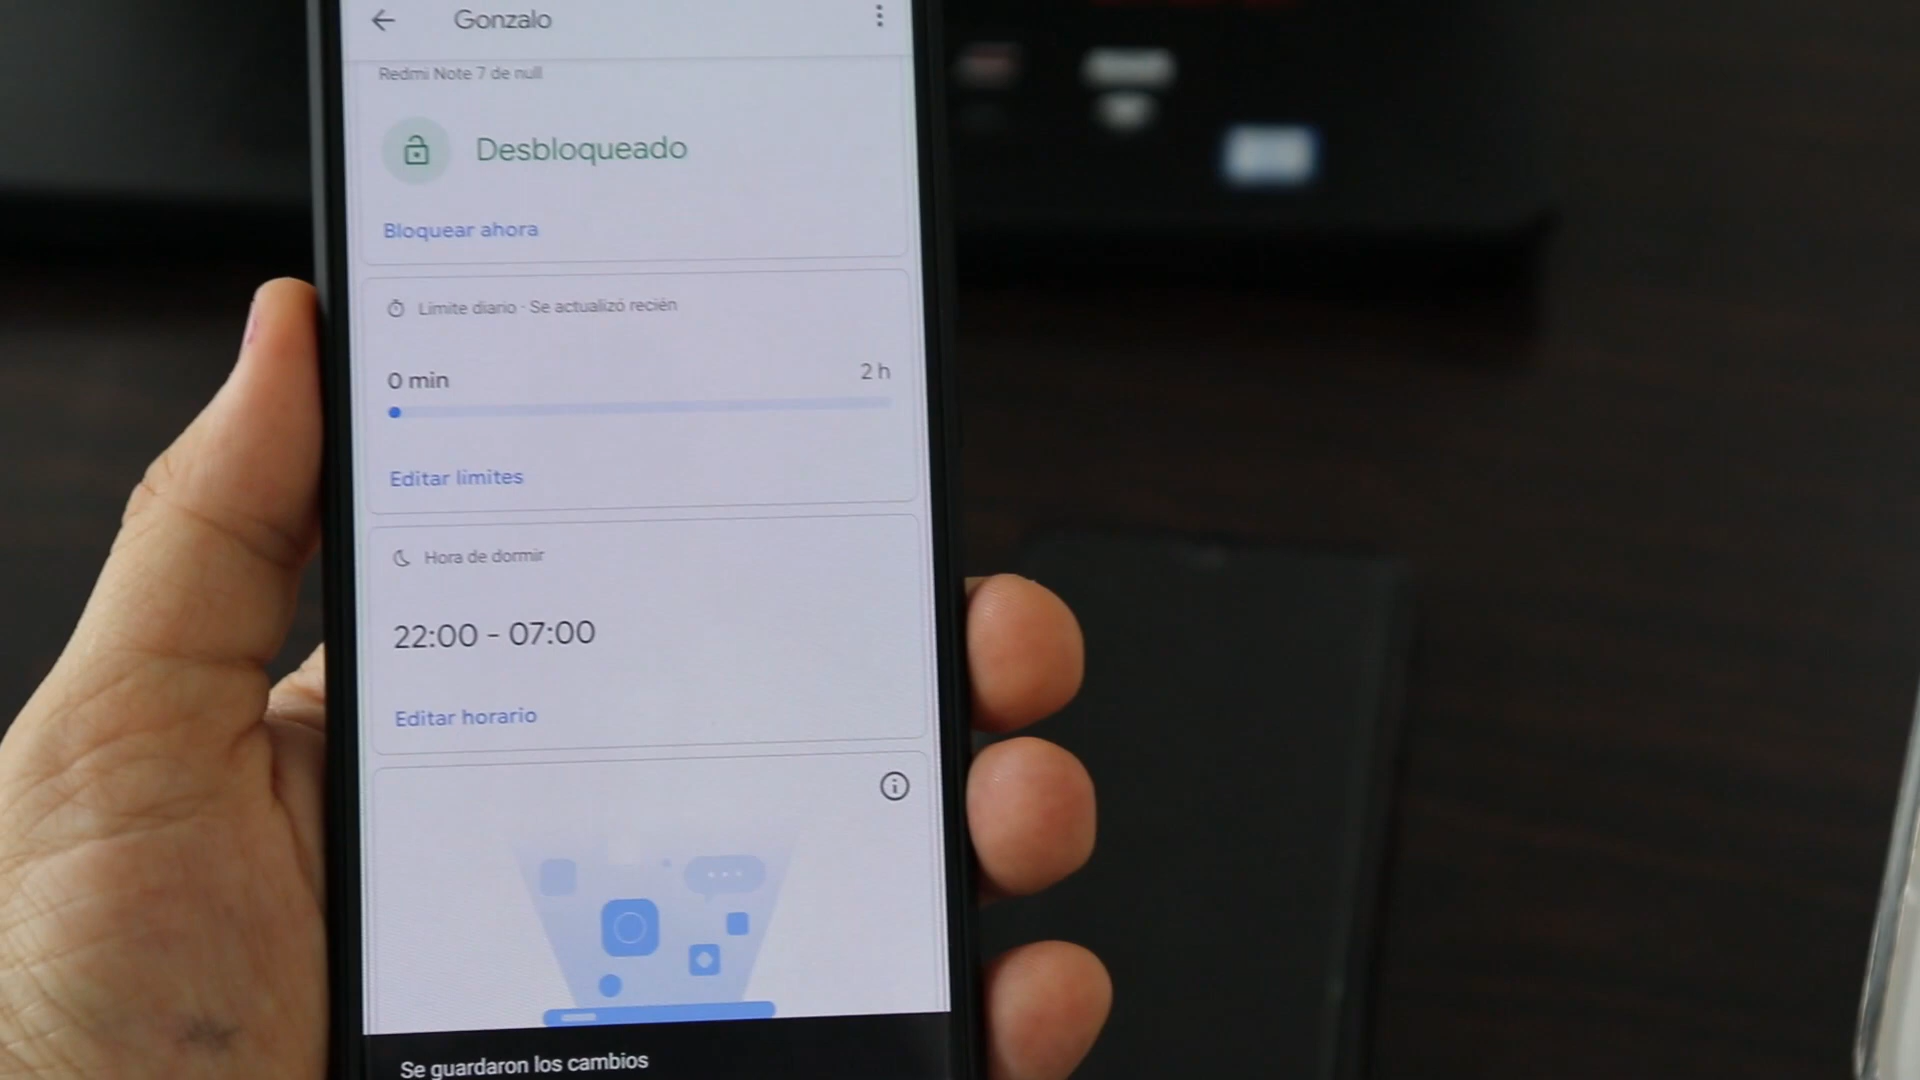 Gonzalo
Redmi Note 7 de null
Desbloqueado
Bloquear ahora
Límite diario · Se actualizó recién
0 min
2 h
Editar límites
Hora de dormir
22:00 - 07:00
Editar horario
Se guardaron los cambios